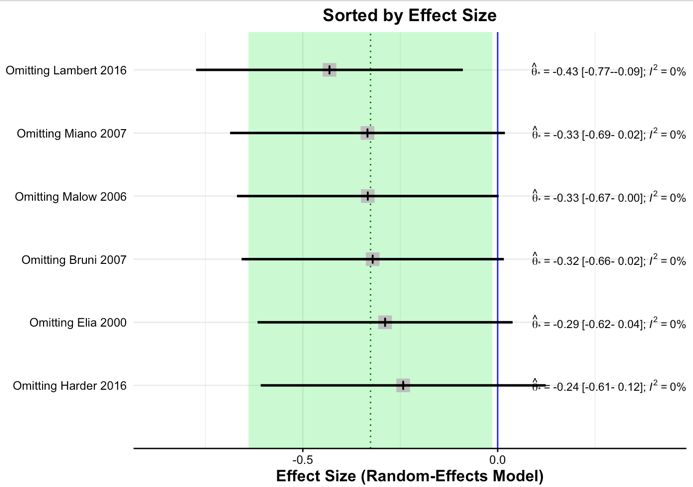 Sorted by Effect Size
Omitting Lambert 2016 θ̂* = -0.43 [-0.77--0.09]; I² = 0%
Omitting Miano 2007 θ̂* = -0.33 [-0.69- 0.02]; I² = 0%
Omitting Malow 2006 θ̂* = -0.33 [-0.67- 0.00]; I² = 0%
Omitting Bruni 2007 θ̂* = -0.32 [-0.66- 0.02]; I² = 0%
Omitting Elia 2000 θ̂* = -0.29 [-0.62- 0.04]; I² = 0%
Omitting Harder 2016 θ̂* = -0.24 [-0.61- 0.12]; I² = 0%
-0.5 0.0
Effect Size (Random-Effects Model)